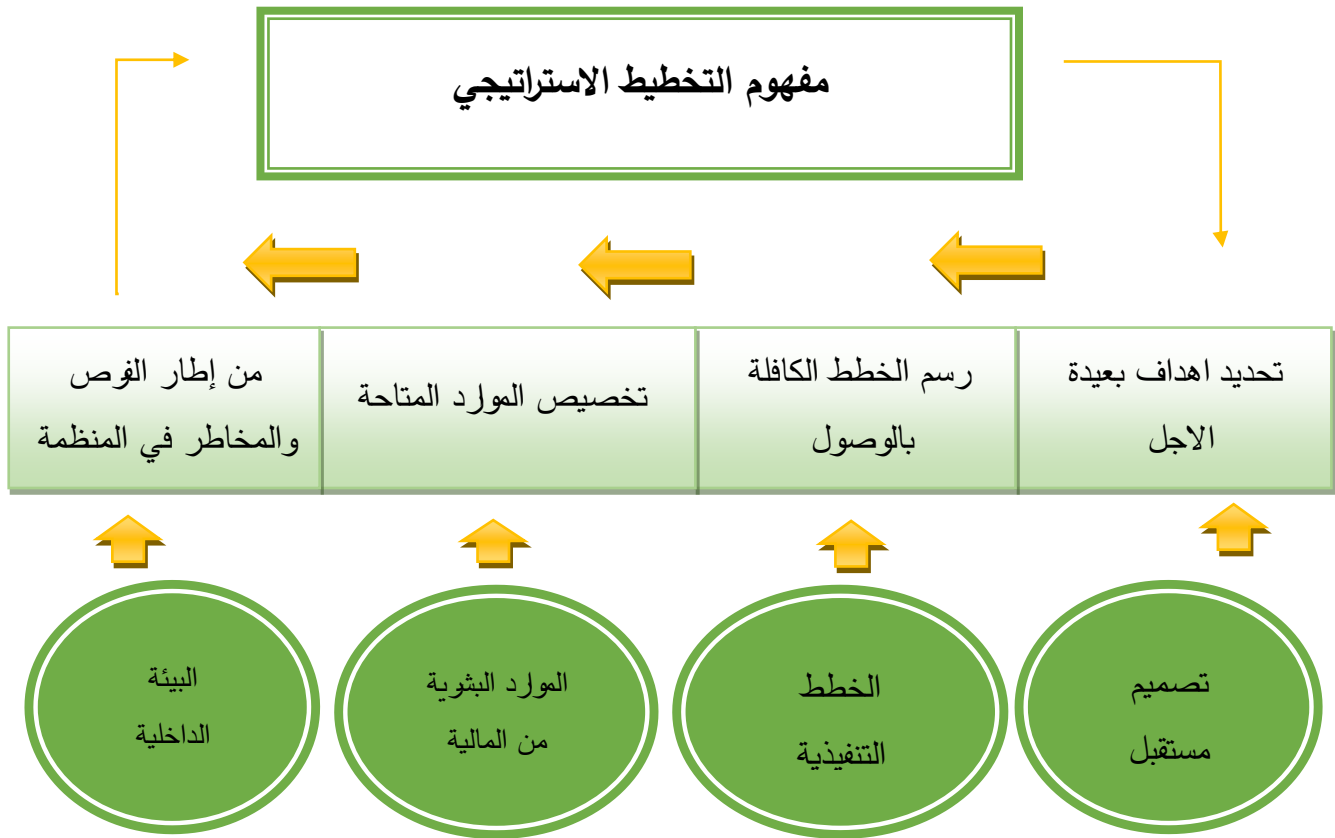 مفهوم التخطيط الاستراتيجي
تحديد اهداف بعيدة
الاجل
رسم الخطط الكافلة
بالوصول
تخصيص الموارد المتاحة
من إطار الفرص
والمخاطر في المنظمة
تصميم
مستقبل
الخطط
التنفيذية
الموارد البشرية
من المالية
البيئة
الداخلية